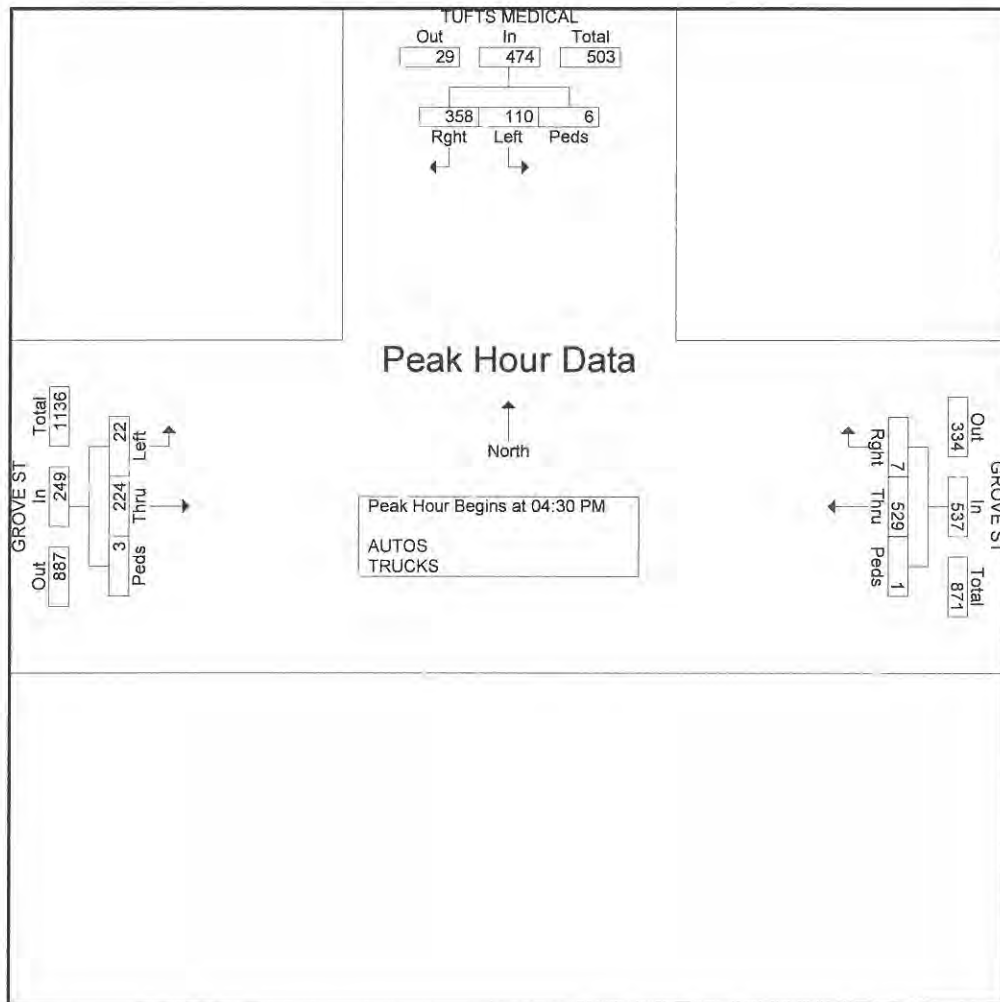 TUFTS MEDICAL
Out In Total
29 474 503
358 110 6
Rght Left Peds
Peak Hour Data
North
Peak Hour Begins at 04:30 PM
AUTOS
TRUCKS
GROVE ST
Out In Total
887 249 1136
22 224 3
Left Thru Peds
GROVE ST
Out In Total
334 537 871
7 529 1
Rght Thru Peds